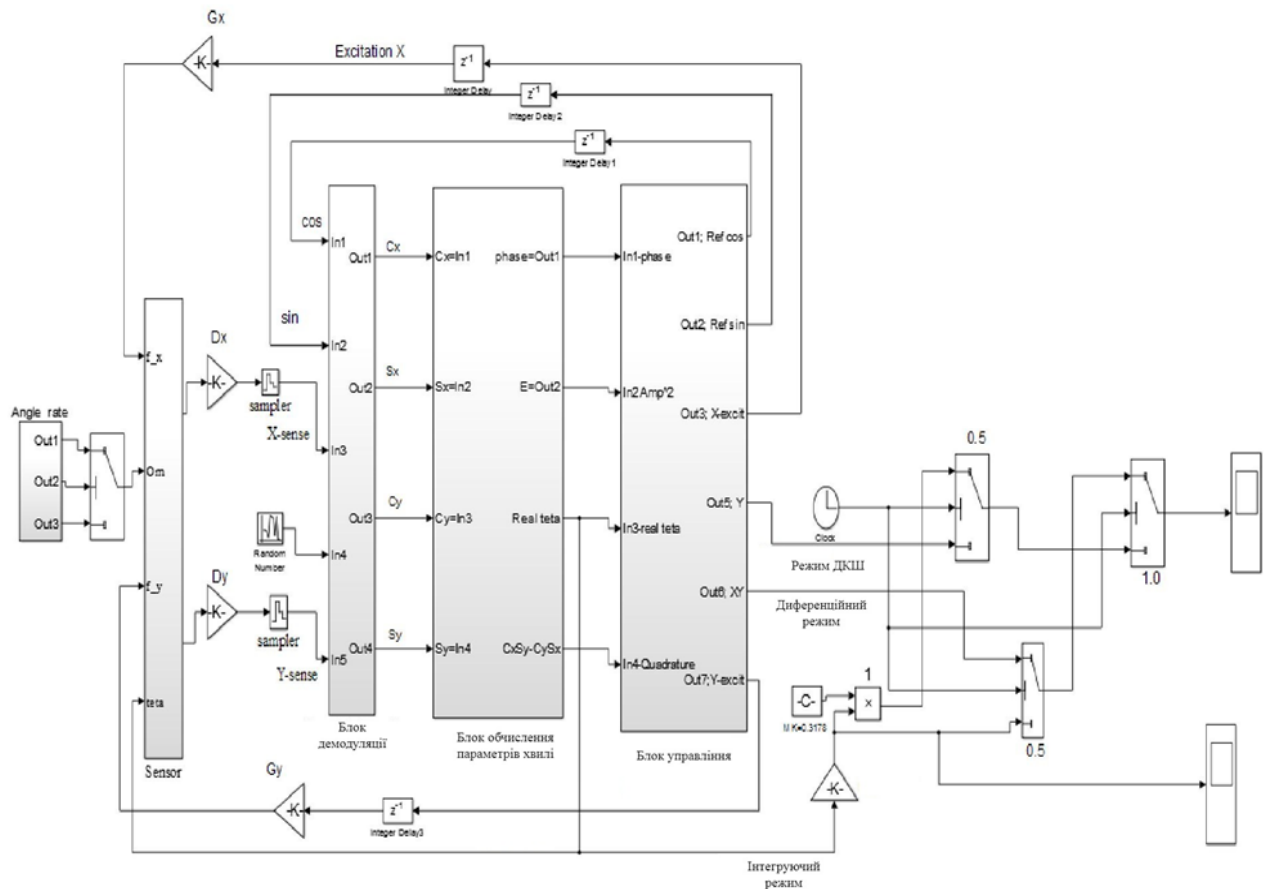 Gx
-K-
Excitation X
z-1
Integer Delay
z-1
Integer Delay 2
z-1
Integer Delay1
cos
In1
Out1
Cx
Cx=In1
phase=Out1
In1-phase
Out1; Ref cos
sin
In2
Out2; Ref sin
Dx
f_x
-K-
sampler
X-sense
Out2
Sx
Sx=In2
E=Out2
In2 Amp^2
Out3; X-excit
Angle rate
Out1
Out2
Out3
Om
In3
0.5
Out3
Cy
Cy=In3
Real teta
In3-real teta
Out5; Y
Clock
1.0
Random
Number
In4
Режим ДКШ
f_y
Dy
-K-
sampler
Y-sense
Out6; XY
Диференційний
режим
In5
Out4
Sy
Sy=In4
CxSy-CySx
In4-Quadrature
Out7;Y-excit
teta
Sensor
Блок
демодуляції
Блок обчислення
параметрів хвилі
Блок управління
-C-
M K=0.3178
1
x
0.5
Gy
-K-
z-1
Integer Delay3
-K-
Інтегруючий
режим